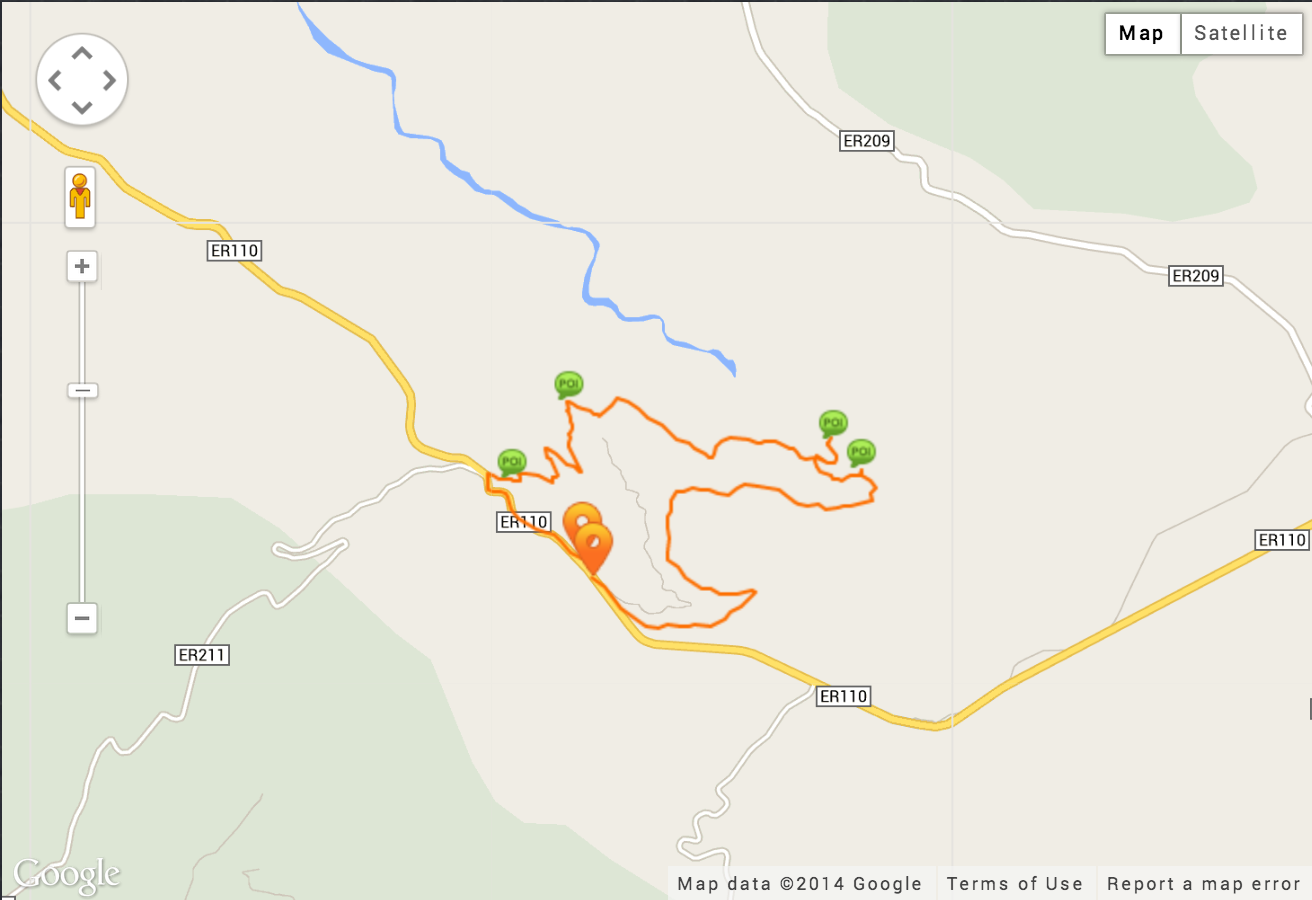 Map Satellite
ER209
ER110
ER209
POI
POI
POI
POI
ER110
ER110
ER211
ER110
Google
Map data ©2014 Google Terms of Use Report a map error